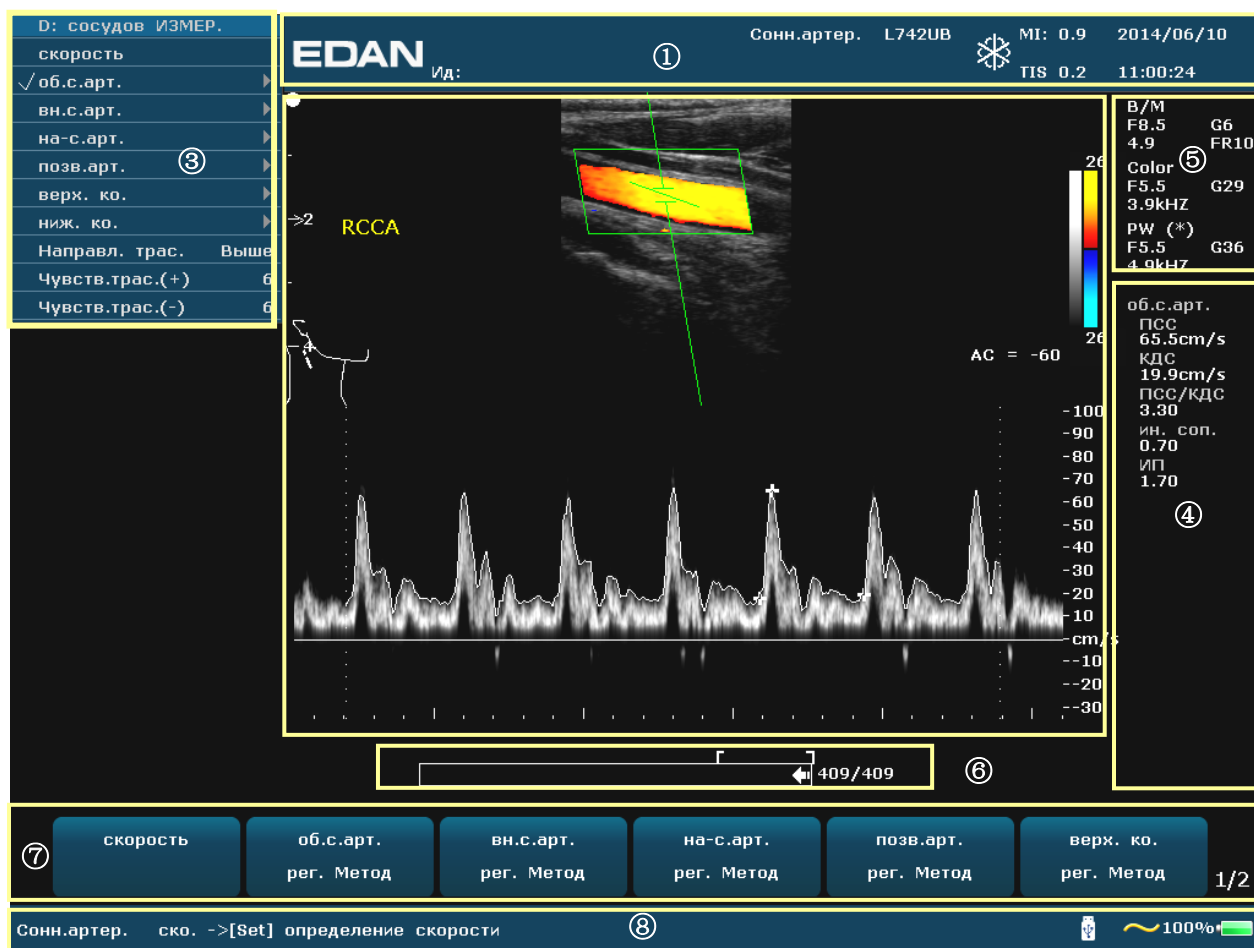 D: сосудов ИЗМЕР.
скорость
✓об.с.арт.
вн.с.арт.
на-с.арт.
③
позв.арт.
верх. ко.
ниж. ко.
Направл. трас. Выше
Чувств.трас.(+) 6
Чувств.трас.(-) 6
EDAN
Ид:
①
Сонн.артер. L742UB
MI: 0.9 2014/06/10
TIS 0.2 11:00:24
B/M
F8.5 G6
4.9 FR10
⑤
Color
F5.5 G29
3.9kHZ
PW (*)
F5.5 G36
4.9kHZ
26
->2
RCCA
26
4
AC = -60
-100
-90
-80
-70
-60
-50
-40
-30
-20
-10
-cm/s
--10
--20
--30
об.с.арт.
ПСС
65.5cm/s
КДС
19.9cm/s
ПСС/КДС
3.30
ин. соп.
0.70
ИП
1.70
④
409/409
⑥
⑦
скорость
об.с.арт.
рег. Метод
вн.с.арт.
рег. Метод
на-с.арт.
рег. Метод
позв.арт.
рег. Метод
верх. ко.
рег. Метод
1/2
Сонн.артер. ско. ->[Set] определение скорости
⑧
100%